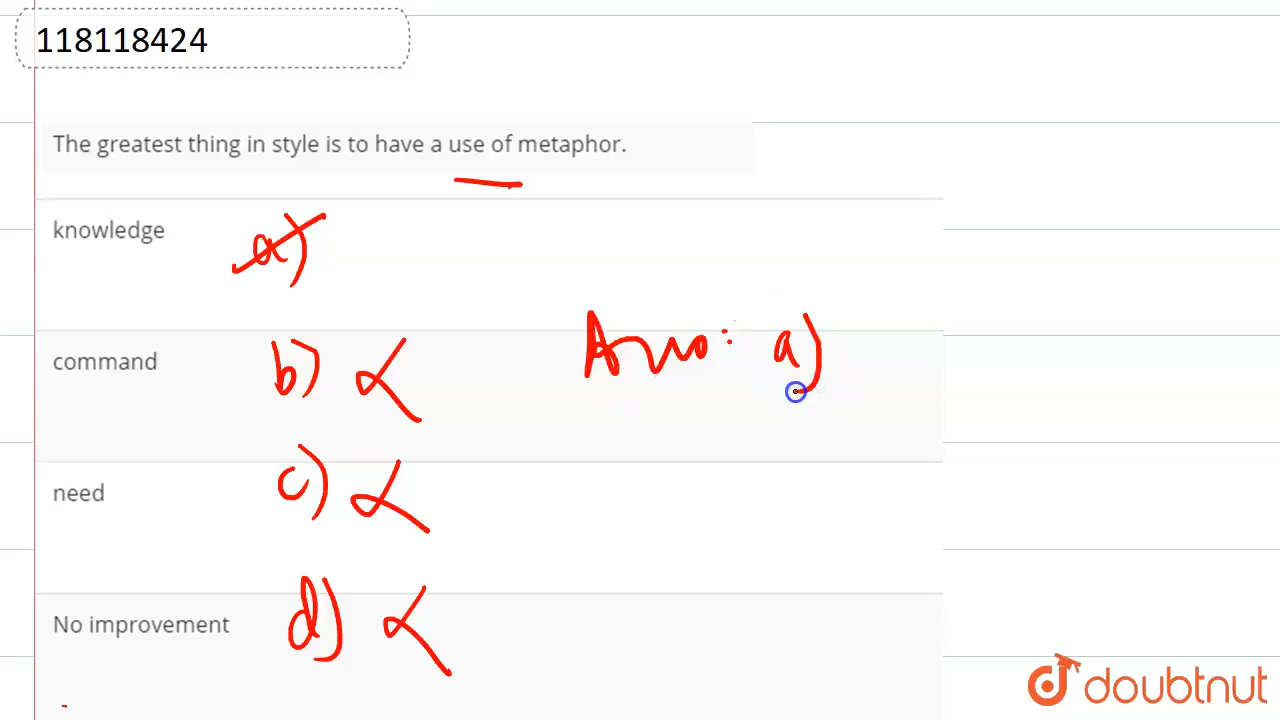 118118424
The greatest thing in style is to have a use of metaphor.
knowledge a)
command b)
Ans: a)
need c)
No improvement d)
doubtnut